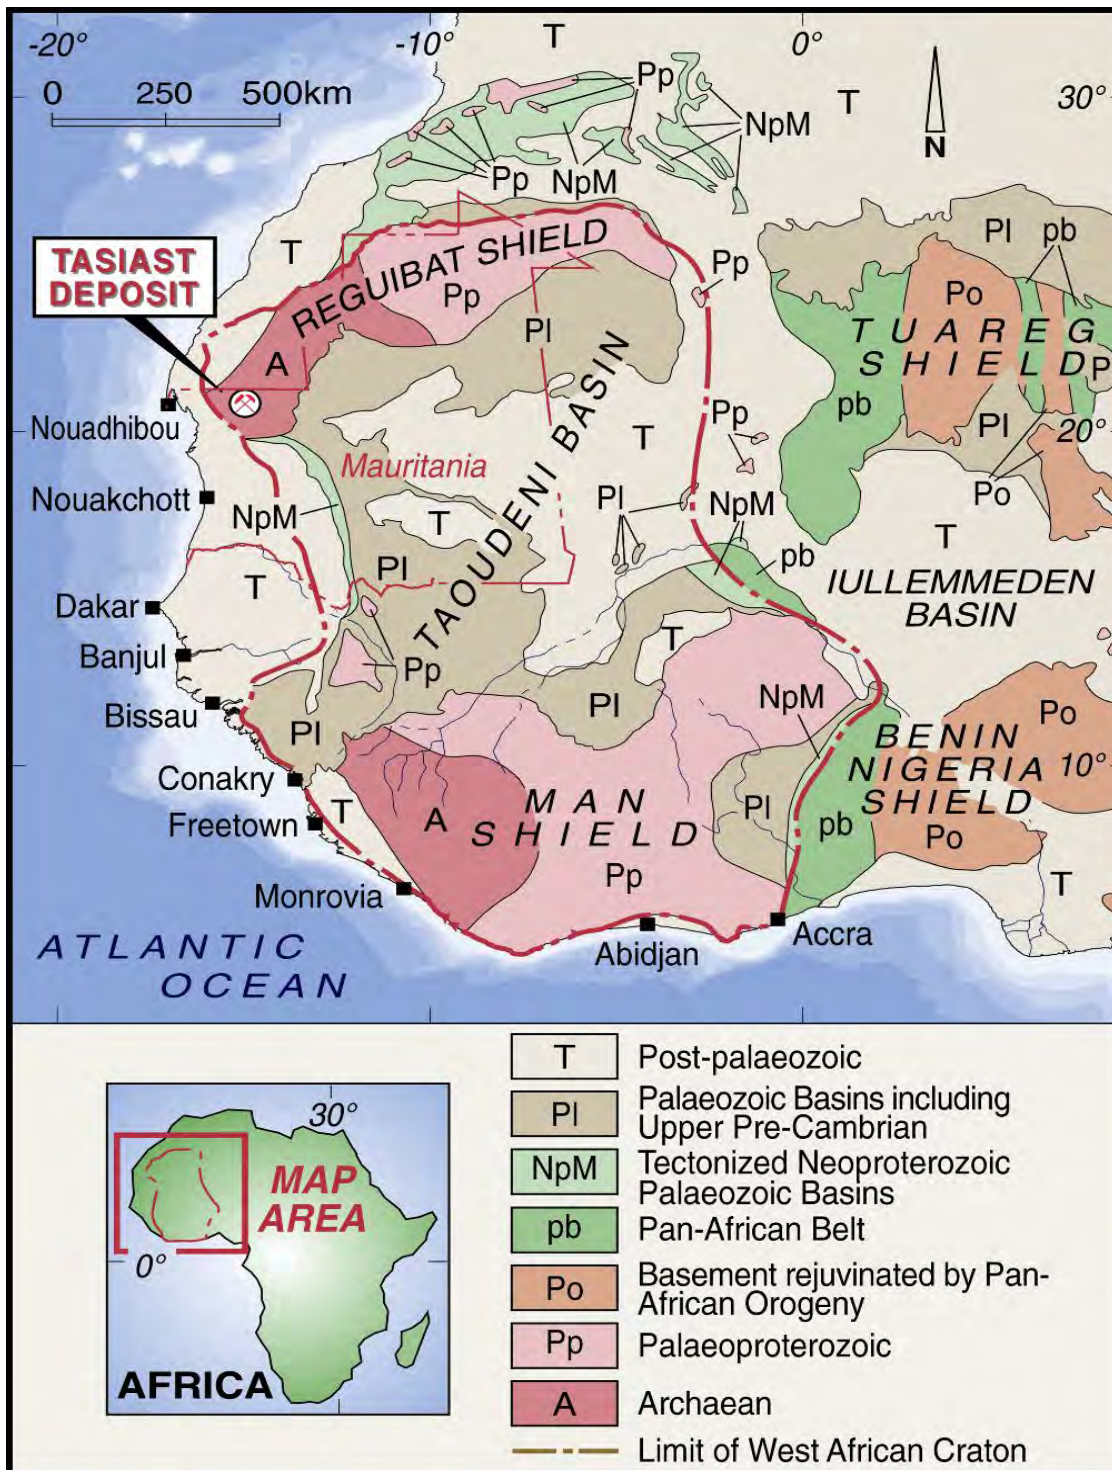 -20°
-10°
0°
T
0 250 500km
Pp
T
30°
NpM
N
Pp
NpM
T
REGUIBAT SHIELD
Pl
pb
TASIAST
DEPOSIT
Pp
Pp
Po
Pl
TUAREG
SHIELD
P
A
pb
Nouadhibou
Pp
T
Pl
20°
Mauritania
TAOUDENI BASIN
Nouakchott
NpM
T
Pl
NpM
Po
T
pb
Pl
T
IULLEMMEDEN
BASIN
Dakar
T
Banjul
Pp
NpM
Bissau
Pl
Pl
Po
BENIN
NIGERIA
SHIELD
10°
Conakry
T
Freetown
A
MAN
SHIELD
Pl
pb
Po
Pp
T
Monrovia
ATLANTIC
OCEAN
Abidjan
Accra
T Post-palaeozoic
Pl Palaeozoic Basins including
Upper Pre-Cambrian
NpM Tectonized Neoproterozoic
Palaeozoic Basins
pb Pan-African Belt
Po Basement rejuvinated by Pan-
African Orogeny
Pp Palaeoproterozoic
A Archaean
Limit of West African Craton
30°
MAP
AREA
0°
AFRICA